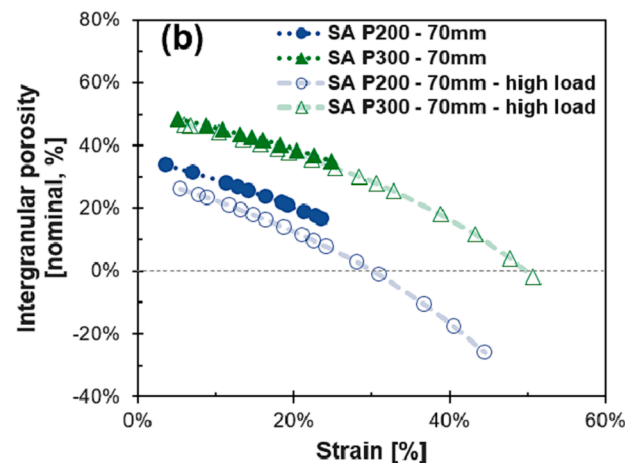 (b)
SA P200 - 70mm
SA P300 - 70mm
SA P200 - 70mm - high load
SA P300 - 70mm - high load
80%
60%
40%
20%
0%
-20%
-40%
Intergranular porosity
[nominal, %]
0% 20% 40% 60%
Strain [%]